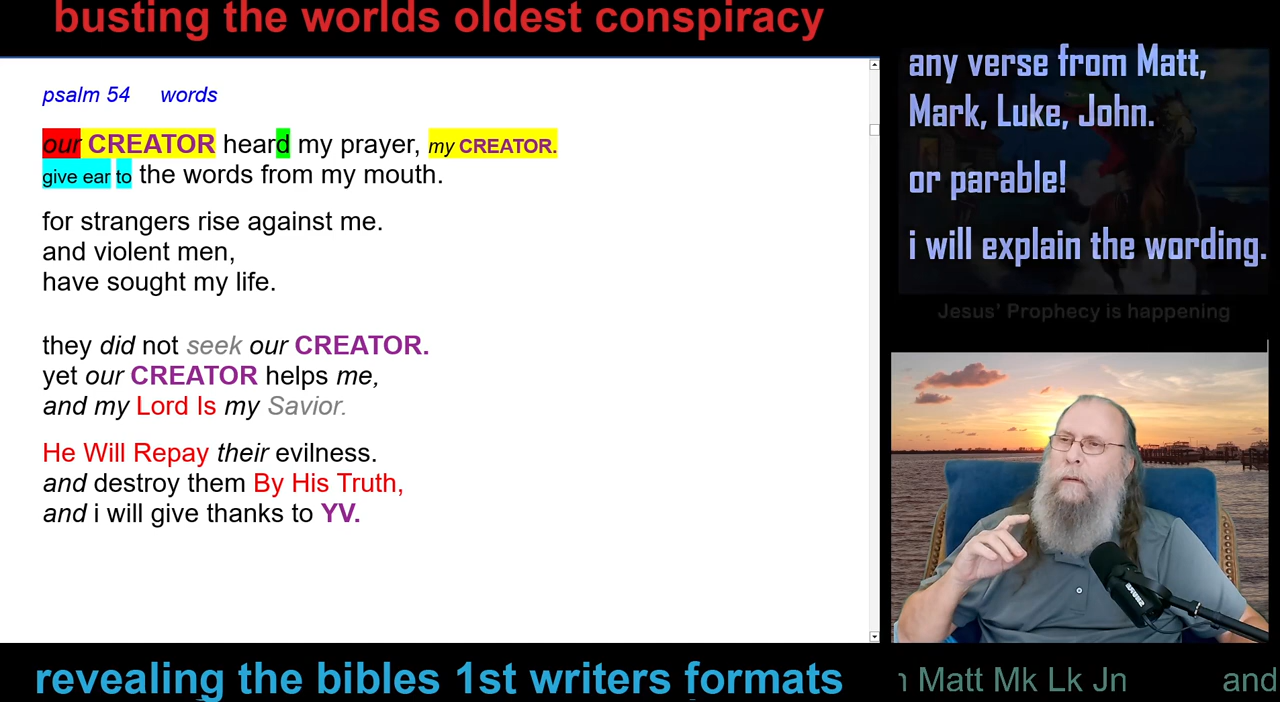 busting the worlds oldest conspiracy
psalm 54 words
our CREATOR heard my prayer, my CREATOR.
give ear to the words from my mouth.
for strangers rise against me.
and violent men,
have sought my life.
they did not seek our CREATOR.
yet our CREATOR helps me,
and my Lord Is my Savior.
He Will Repay their evilness.
and destroy them By His Truth,
and i will give thanks to YV.
any verse from Matt,
Mark, Luke, John.
or parable!
i will explain the wording.
Jesus' Prophecy is happening
revealing the bibles 1st writers formats
Matt Mk Lk Jn and